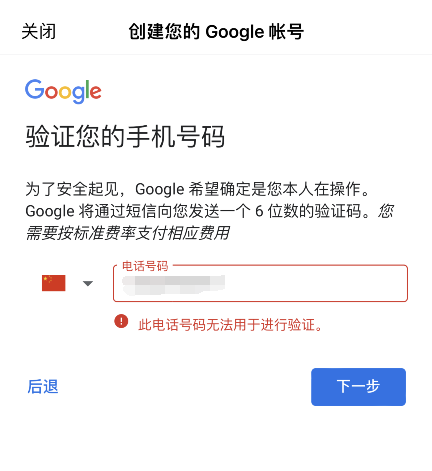 关闭 创建您的 Google 帐号
Google
验证您的手机号码
为了安全起见，Google 希望确定是您本人在操作。
Google 将通过短信向您发送一个 6 位数的验证码。您
需要按标准费率支付相应费用
电话号码
此电话号码无法用于进行验证。
后退 下一步